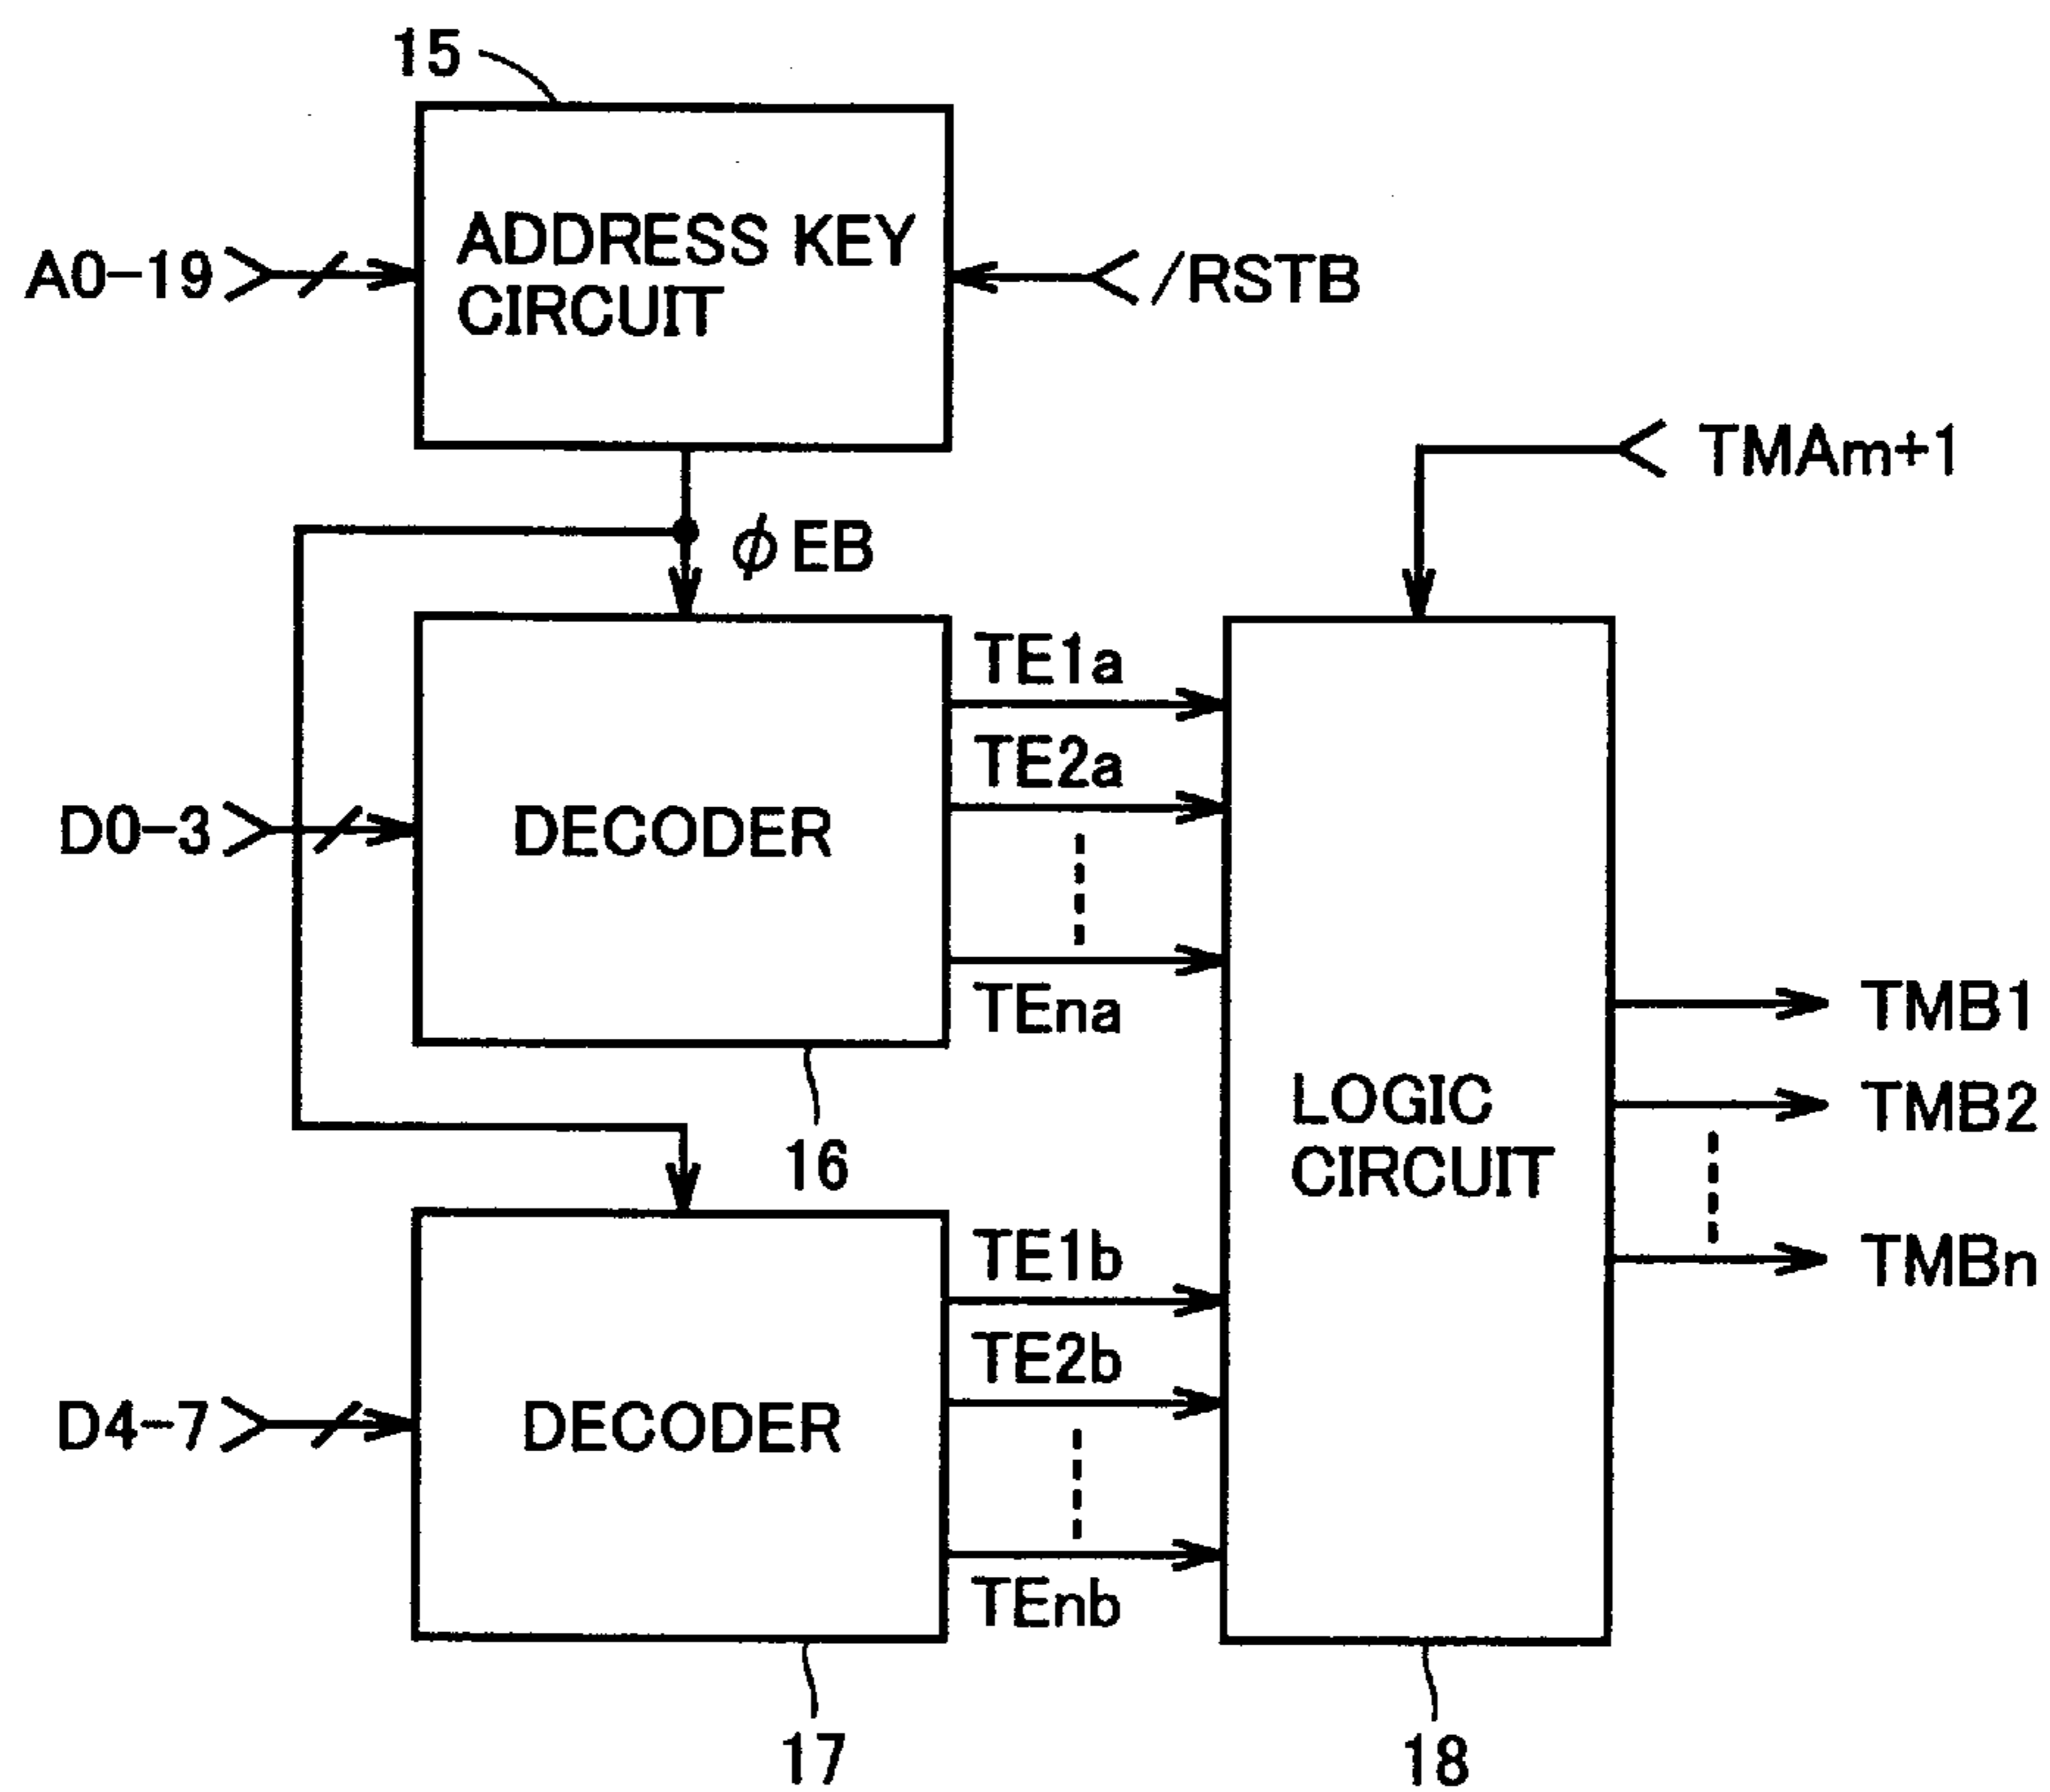 15
ADDRESS KEY
CIRCUIT
A0-19
/RSTB
TMAm+1
φEB
TE1a
TE2a
D0-3
DECODER
TEna
16
TMB1
LOGIC
CIRCUIT
TMB2
TMBn
TE1b
TE2b
D4-7
DECODER
TEnb
17
18